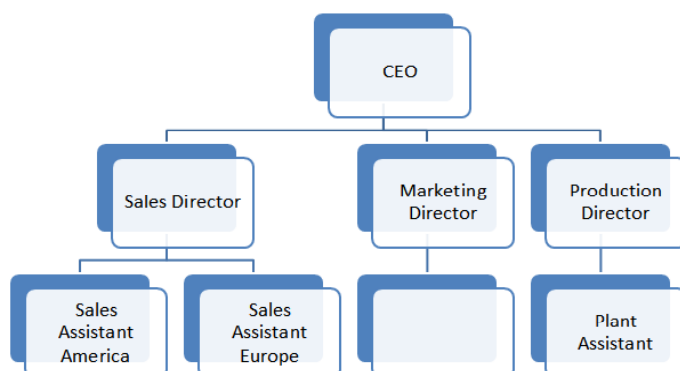 CEO
Sales Director
Marketing
Director
Production
Director
Sales
Assistant
America
Sales
Assistant
Europe
Plant
Assistant